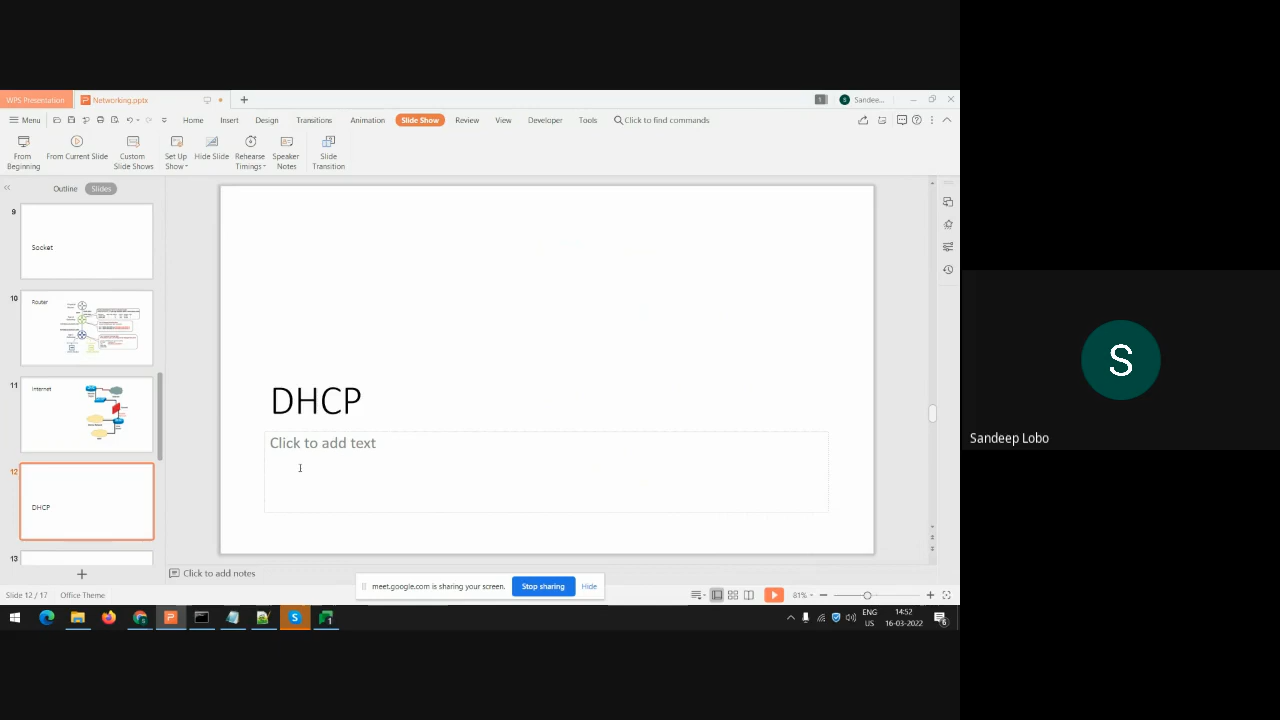 WPS Presentation
Networking.pptx
Sandee...
Menu
Home
Insert
Design
Transitions
Animation
Slide Show
Review
View
Developer
Tools
Click to find commands
From Beginning
From Current Slide
Custom Slide Shows
Set Up Show
Hide Slide
Rehearse Timings
Speaker Notes
Slide Transition
Outline
Slides
9
Socket
10
Router
11
Internet
12
DHCP
13
DHCP
Click to add text
Click to add notes
meet.google.com is sharing your screen.
Stop sharing
Hide
Slide 12 / 17
Office Theme
81%
ENG
US
14:52
16-03-2022
6
S
Sandeep Lobo